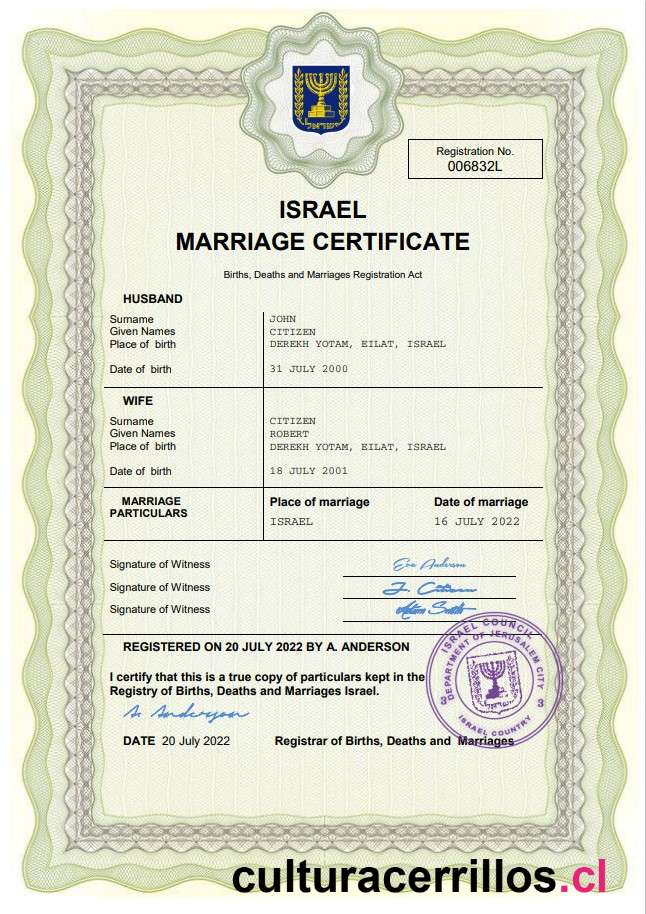 ישראל
Registration No.
006832L
ISRAEL
MARRIAGE CERTIFICATE
Births, Deaths and Marriages Registration Act
HUSBAND
Surname JOHN
Given Names CITIZEN
Place of birth DEREKH YOTAM, EILAT, ISRAEL
Date of birth 31 JULY 2000
WIFE
Surname CITIZEN
Given Names ROBERT
Place of birth DEREKH YOTAM, EILAT, ISRAEL
Date of birth 18 JULY 2001
MARRIAGE PARTICULARS
Place of marriage Date of marriage
ISRAEL 16 JULY 2022
Signature of Witness Eva Anderson
Signature of Witness J. Citizen
Signature of Witness Smith
REGISTERED ON 20 JULY 2022 BY A. ANDERSON
I certify that this is a true copy of particulars kept in the
Registry of Births, Deaths and Marriages Israel.
A. Anderson
DATE 20 July 2022 Registrar of Births, Deaths and Marriages
ISRAEL COUNCIL
DEPARTMENT OF JERUSALEM CITY
3 3
ISRAEL COUNTRY
culturacerrillos.cl